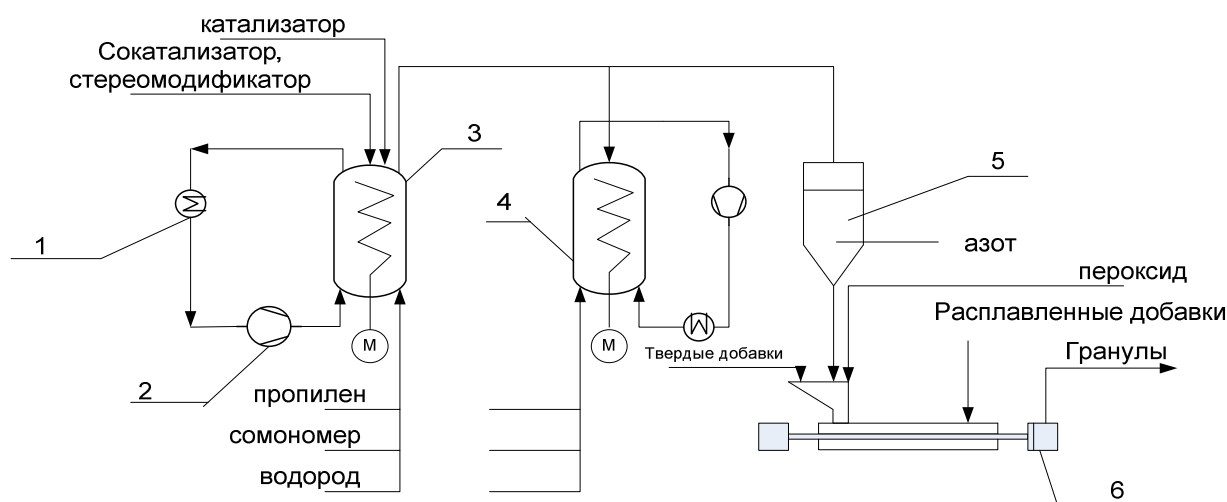 катализатор
Сокатализатор,
стереомодификатор
3
5
4
1
азот
пероксид
Расплавленные добавки
M
M
Твердые добавки
Гранулы
2
пропилен
сомономер
водород
6